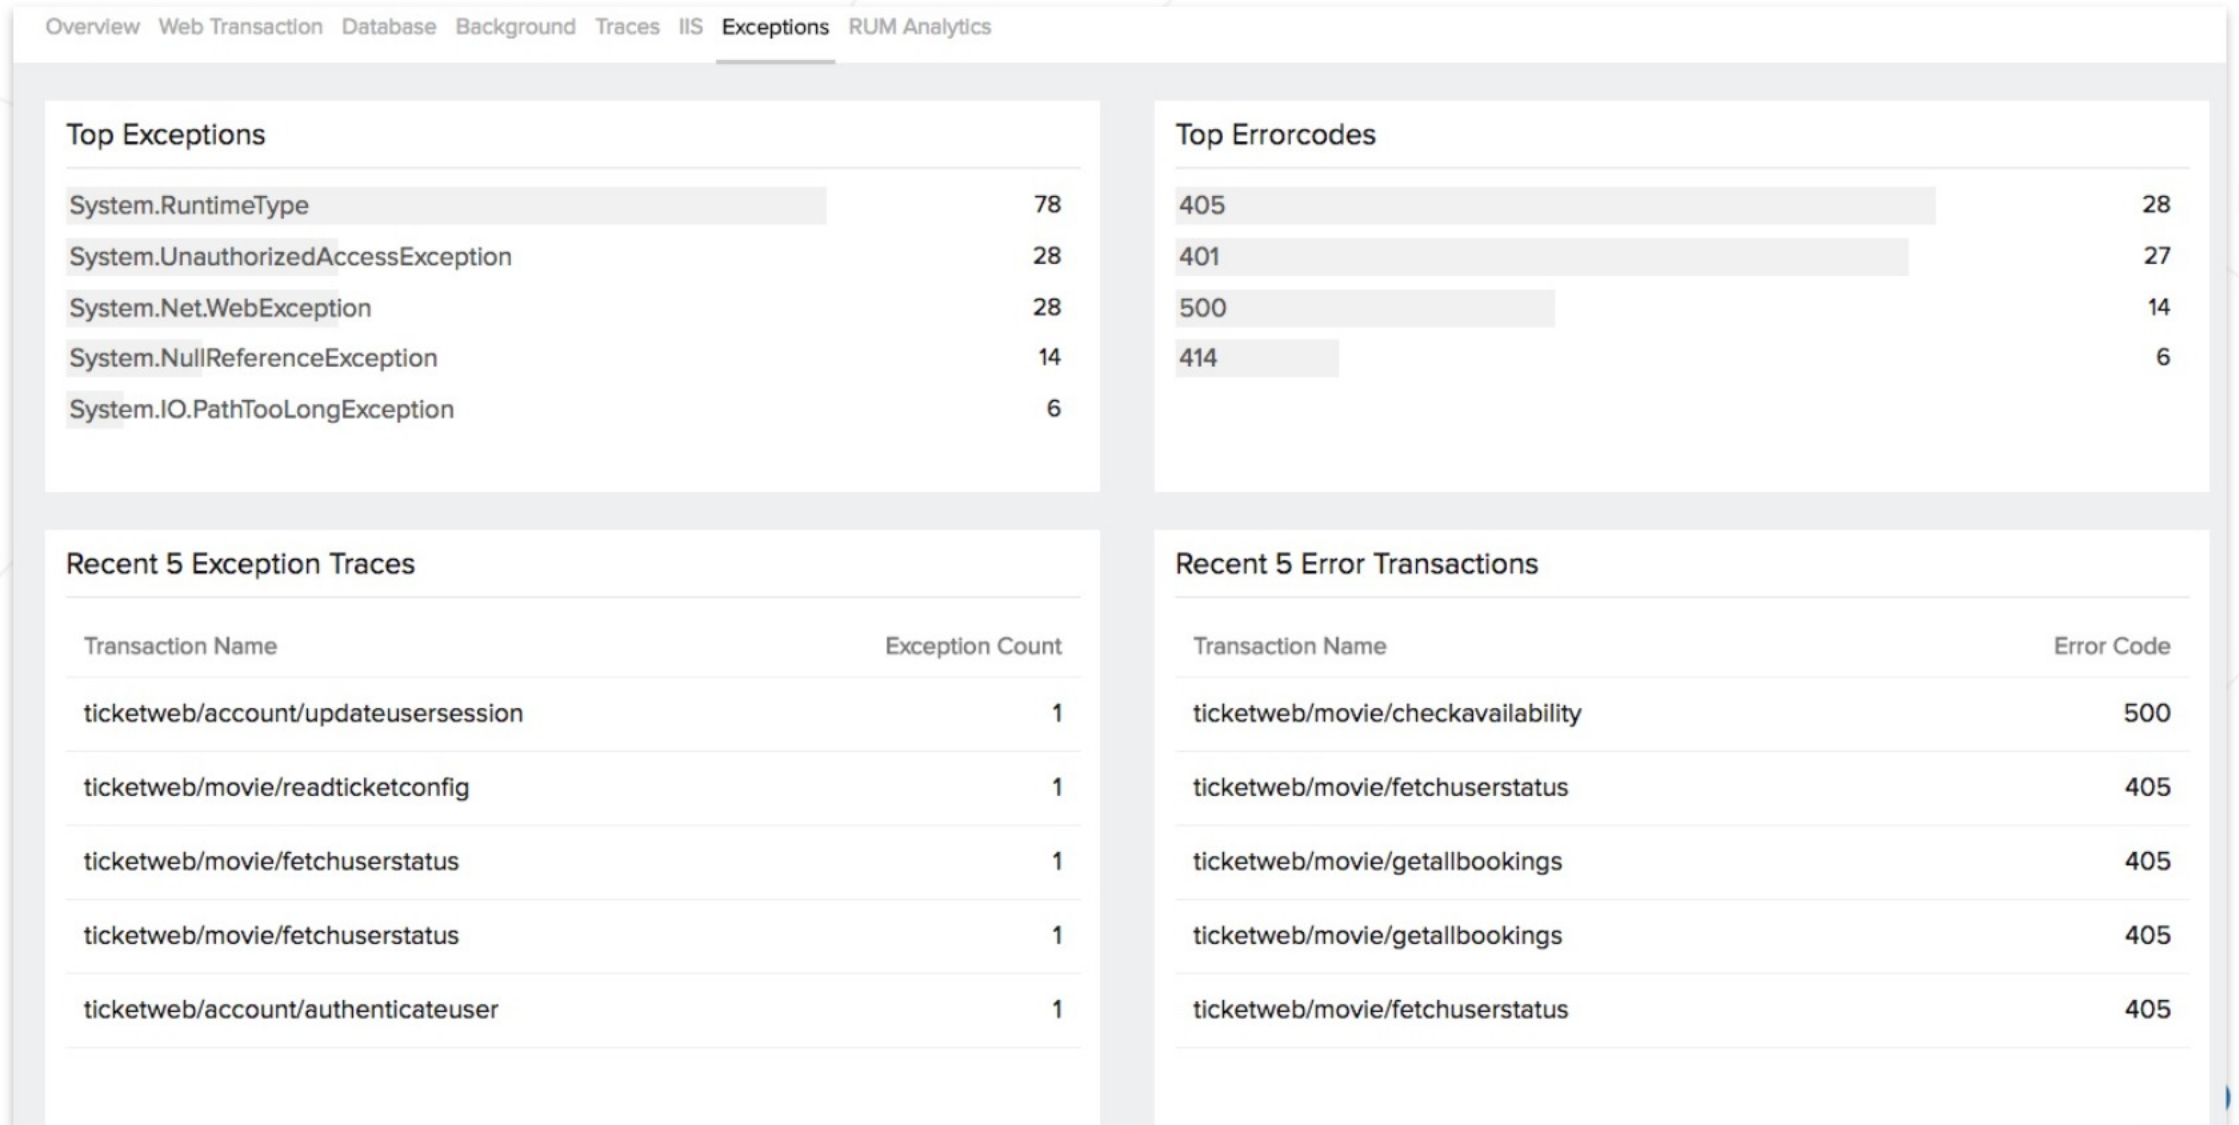 Overview Web Transaction Database Background Traces IIS Exceptions RUM Analytics
Top Exceptions
System.RuntimeType 78
System.UnauthorizedAccessException 28
System.Net.WebException 28
System.NullReferenceException 14
System.IO.PathTooLongException 6
Top Errorcodes
405 28
401 27
500 14
414 6
Recent 5 Exception Traces
Transaction Name Exception Count
ticketweb/account/updateusersession 1
ticketweb/movie/readticketconfig 1
ticketweb/movie/fetchuserstatus 1
ticketweb/movie/fetchuserstatus 1
ticketweb/account/authenticateuser 1
Recent 5 Error Transactions
Transaction Name Error Code
ticketweb/movie/checkavailability 500
ticketweb/movie/fetchuserstatus 405
ticketweb/movie/getallbookings 405
ticketweb/movie/getallbookings 405
ticketweb/movie/fetchuserstatus 405